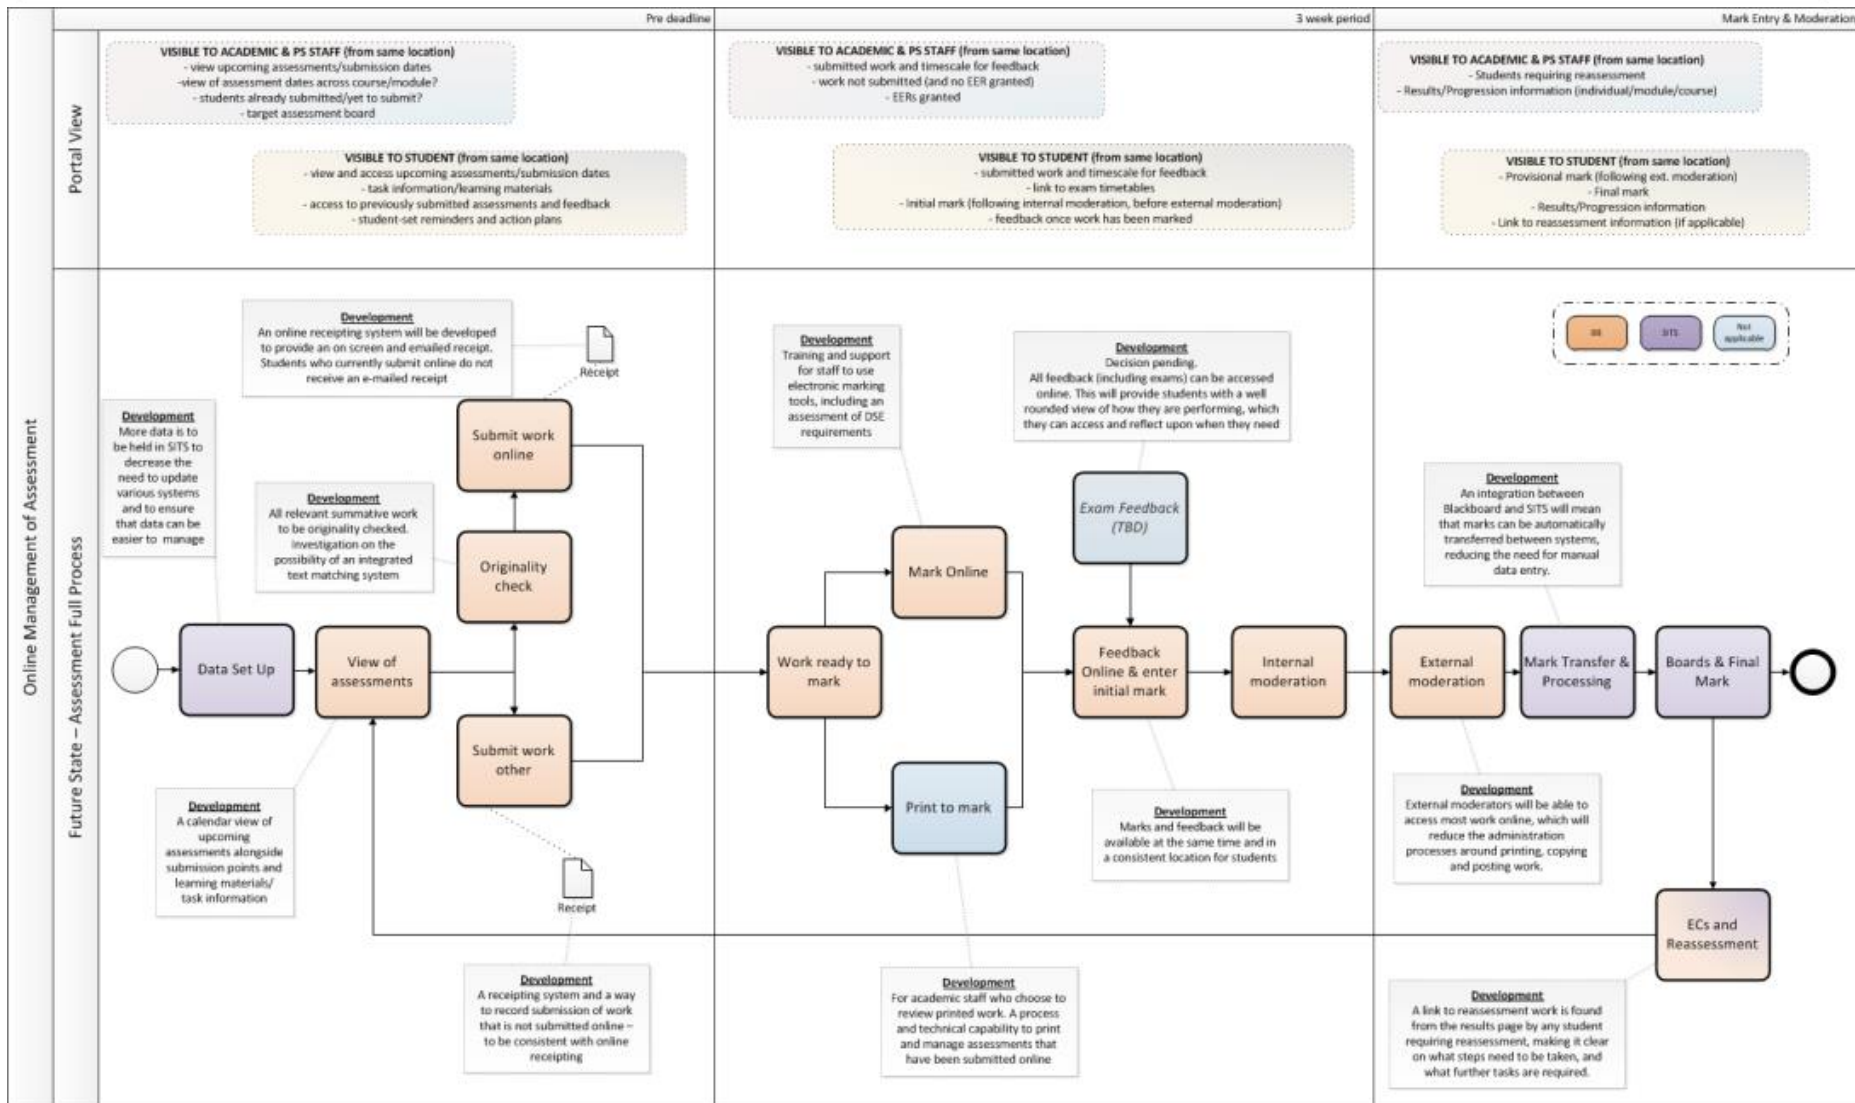 Pre deadline
3 week period
Mark Entry & Moderation
Online Management of Assessment
Portal View
Future State – Assessment Full Process
VISIBLE TO ACADEMIC & PS STAFF (from same location)
- view upcoming assessments/submission dates
-view of assessment dates across course/module?
- students already submitted/yet to submit?
- target assessment board
VISIBLE TO STUDENT (from same location)
- view and access upcoming assessments/submission dates
- task information/learning materials
- access to previously submitted assessments and feedback
- student-set reminders and action plans
VISIBLE TO ACADEMIC & PS STAFF (from same location)
- submitted work and timescale for feedback
- work not submitted (and no EER granted)
- EERs granted
VISIBLE TO STUDENT (from same location)
- submitted work and timescale for feedback
- link to exam timetables
- Initial mark (following internal moderation, before external moderation)
- feedback once work has been marked
VISIBLE TO ACADEMIC & PS STAFF (from same location)
- Students requiring reassessment
- Results/Progression information (individual/module/course)
VISIBLE TO STUDENT (from same location)
- Provisional mark (following ext. moderation)
- Final mark
- Results/Progression information
- Link to reassessment information (if applicable)
Development
An online receipting system will be developed
to provide an on screen and emailed receipt.
Students who currently submit online do not
receive an e-mailed receipt
Receipt
Development
More data is to
be held in SITS to
decrease the
need to update
various systems
and to ensure
that data can be
easier to manage
Development
All relevant summative work
to be originality checked.
Investigation on the
possibility of an integrated
text matching system
Submit work
online
Originality
check
Data Set Up
View of
assessments
Submit work
other
Development
A calendar view of
upcoming
assessments alongside
submission points and
learning materials/
task information
Receipt
Development
A receipting system and a way
to record submission of work
that is not submitted online –
to be consistent with online
receipting
Development
Training and support
for staff to use
electronic marking
tools, including an
assessment of DSE
requirements
Development
Decision pending.
All feedback (including exams) can be accessed
online. This will provide students with a well
rounded view of how they are performing, which
they can access and reflect upon when they need
Exam Feedback
(TBD)
Mark Online
Work ready to
mark
Print to mark
Feedback
Online & enter
initial mark
Internal
moderation
Development
Marks and feedback will be
available at the same time and in
a consistent location for students
Development
For academic staff who choose to
review printed work. A process
and technical capability to print
and manage assessments that
have been submitted online
BB
SITS
Not
applicable
Development
An integration between
Blackboard and SITS will mean
that marks can be automatically
transferred between systems,
reducing the need for manual
data entry.
External
moderation
Mark Transfer &
Processing
Boards & Final
Mark
Development
External moderators will be able to
access most work online, which will
reduce the administration
processes around printing, copying
and posting work.
ECs and
Reassessment
Development
A link to reassessment work is found
from the results page by any student
requiring reassessment, making it clear
on what steps need to be taken, and
what further tasks are required.